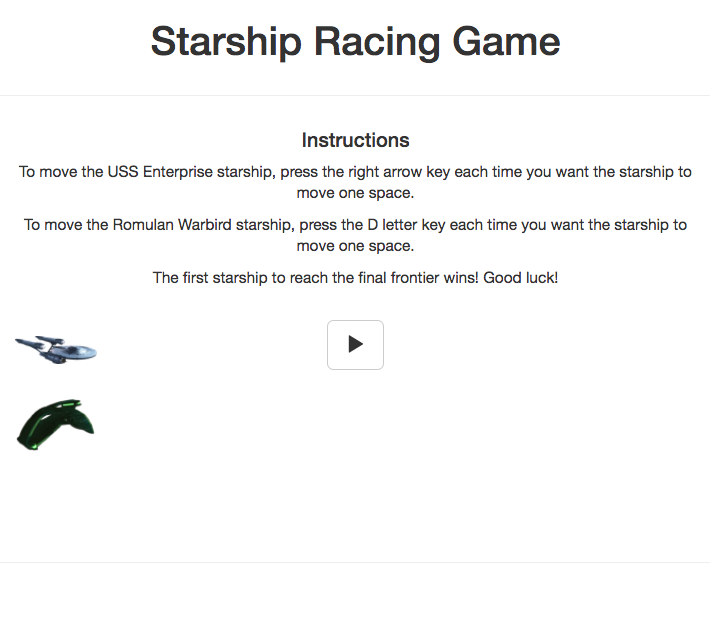 Starship Racing Game
Instructions
To move the USS Enterprise starship, press the right arrow key each time you want the starship to
move one space.
To move the Romulan Warbird starship, press the D letter key each time you want the starship to
move one space.
The first starship to reach the final frontier wins! Good luck!